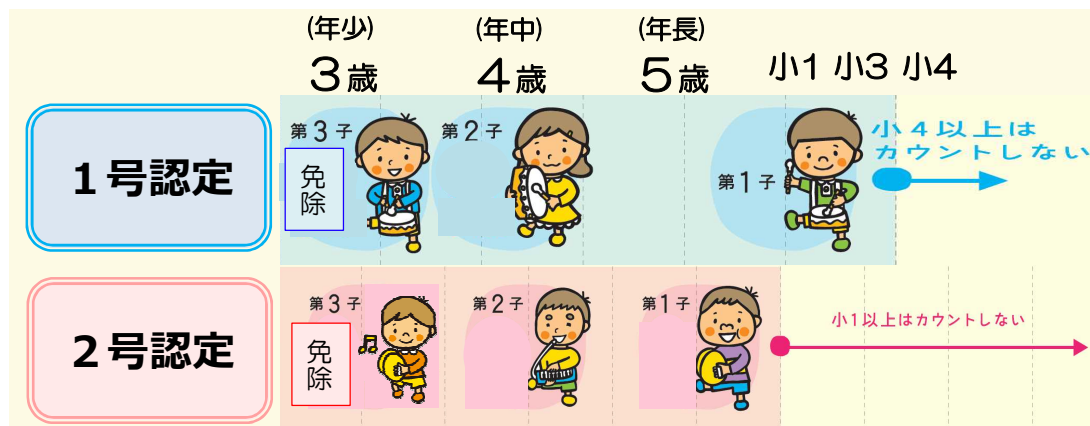 (年少) (年中) (年長)
3歳 4歳 5歳 小1 小3 小4
1号認定
第3子 第2子 第1子
免除
小4以上は
カウントしない
2号認定
第3子 第2子 第1子
免除
小1以上はカウントしない